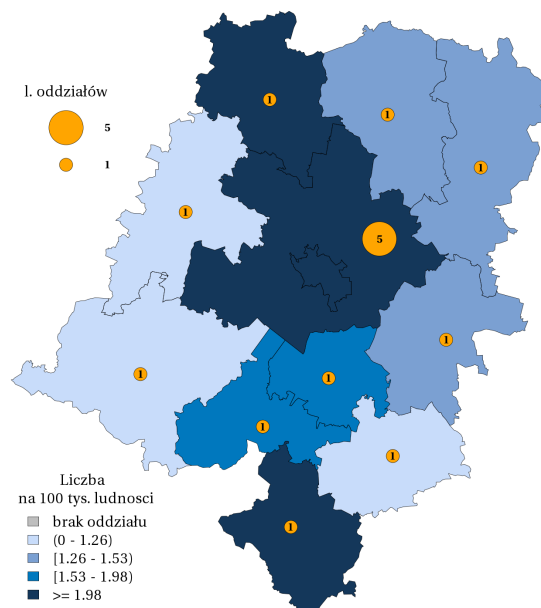 1
1
l. oddziałów
5
1
1
1
5
1
1
1
1
1
Liczba
na 100 tys. ludnosci
brak oddziału
(0 - 1.26)
[1.26 - 1.53)
[1.53 - 1.98)
>= 1.98
1